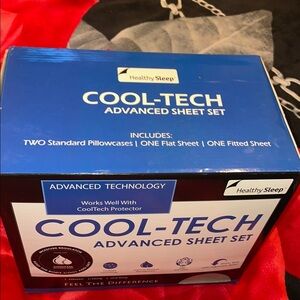 Healthy Sleep
COOL-TECH
ADVANCED SHEET SET
INCLUDES:
TWO Standard Pillowcases | ONE Flat Sheet | ONE Fitted Sheet
ADVANCED TECHNOLOGY
Works Well With
CoolTech Protector
Healthy Sleep
COOL-TECH
ADVANCED SHEET SET
FEEL THE DIFFERENCE